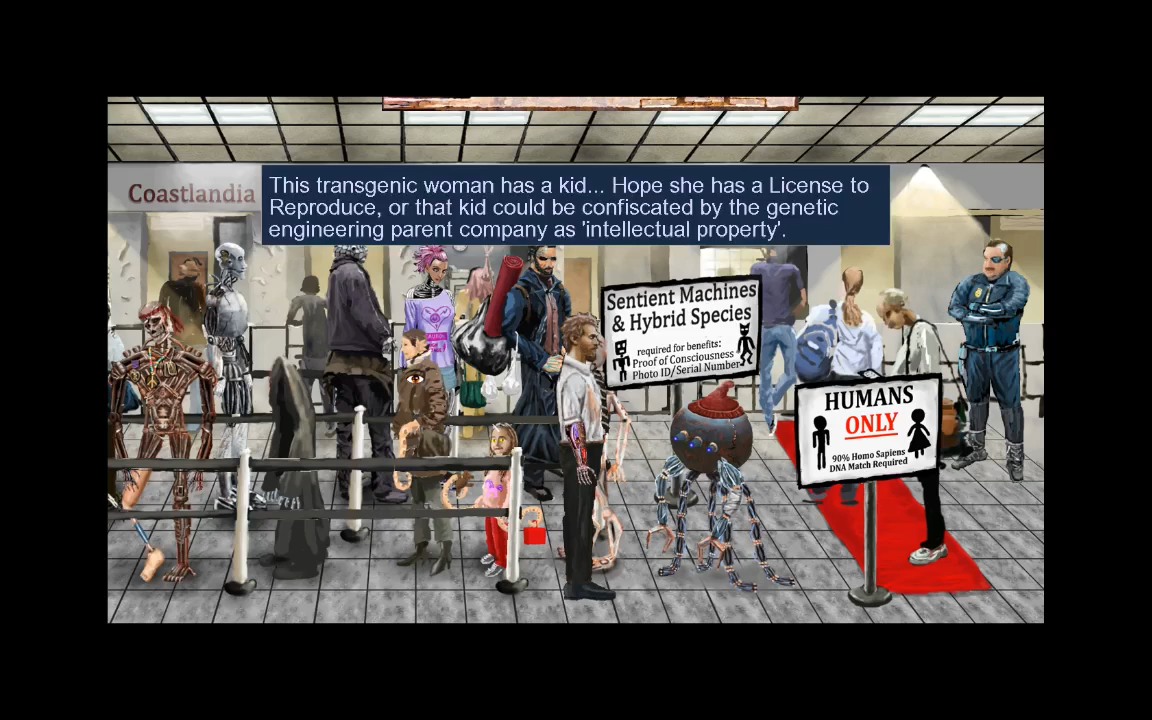 Coastlandia
This transgenic woman has a kid... Hope she has a License to
Reproduce, or that kid could be confiscated by the genetic
engineering parent company as 'intellectual property'.
Sentient Machines
& Hybrid Species
required for benefits:
Proof of Consciousness
Photo ID/Serial Number
HUMANS
ONLY
90% Homo Sapiens
DNA Match Required